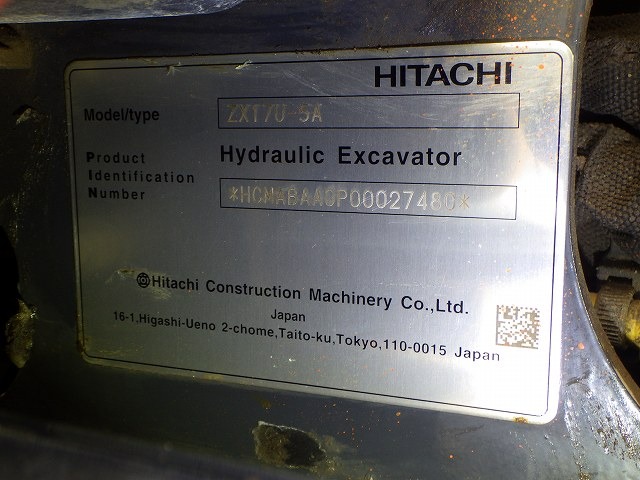 HITACHI
Model/type ZX17U-5A
Hydraulic Excavator
Product
Identification
Number
*HCMABAA0P00027480*
Hitachi Construction Machinery Co.,Ltd.
Japan
16-1,Higashi-Ueno 2-chome,Taito-ku,Tokyo,110-0015 Japan